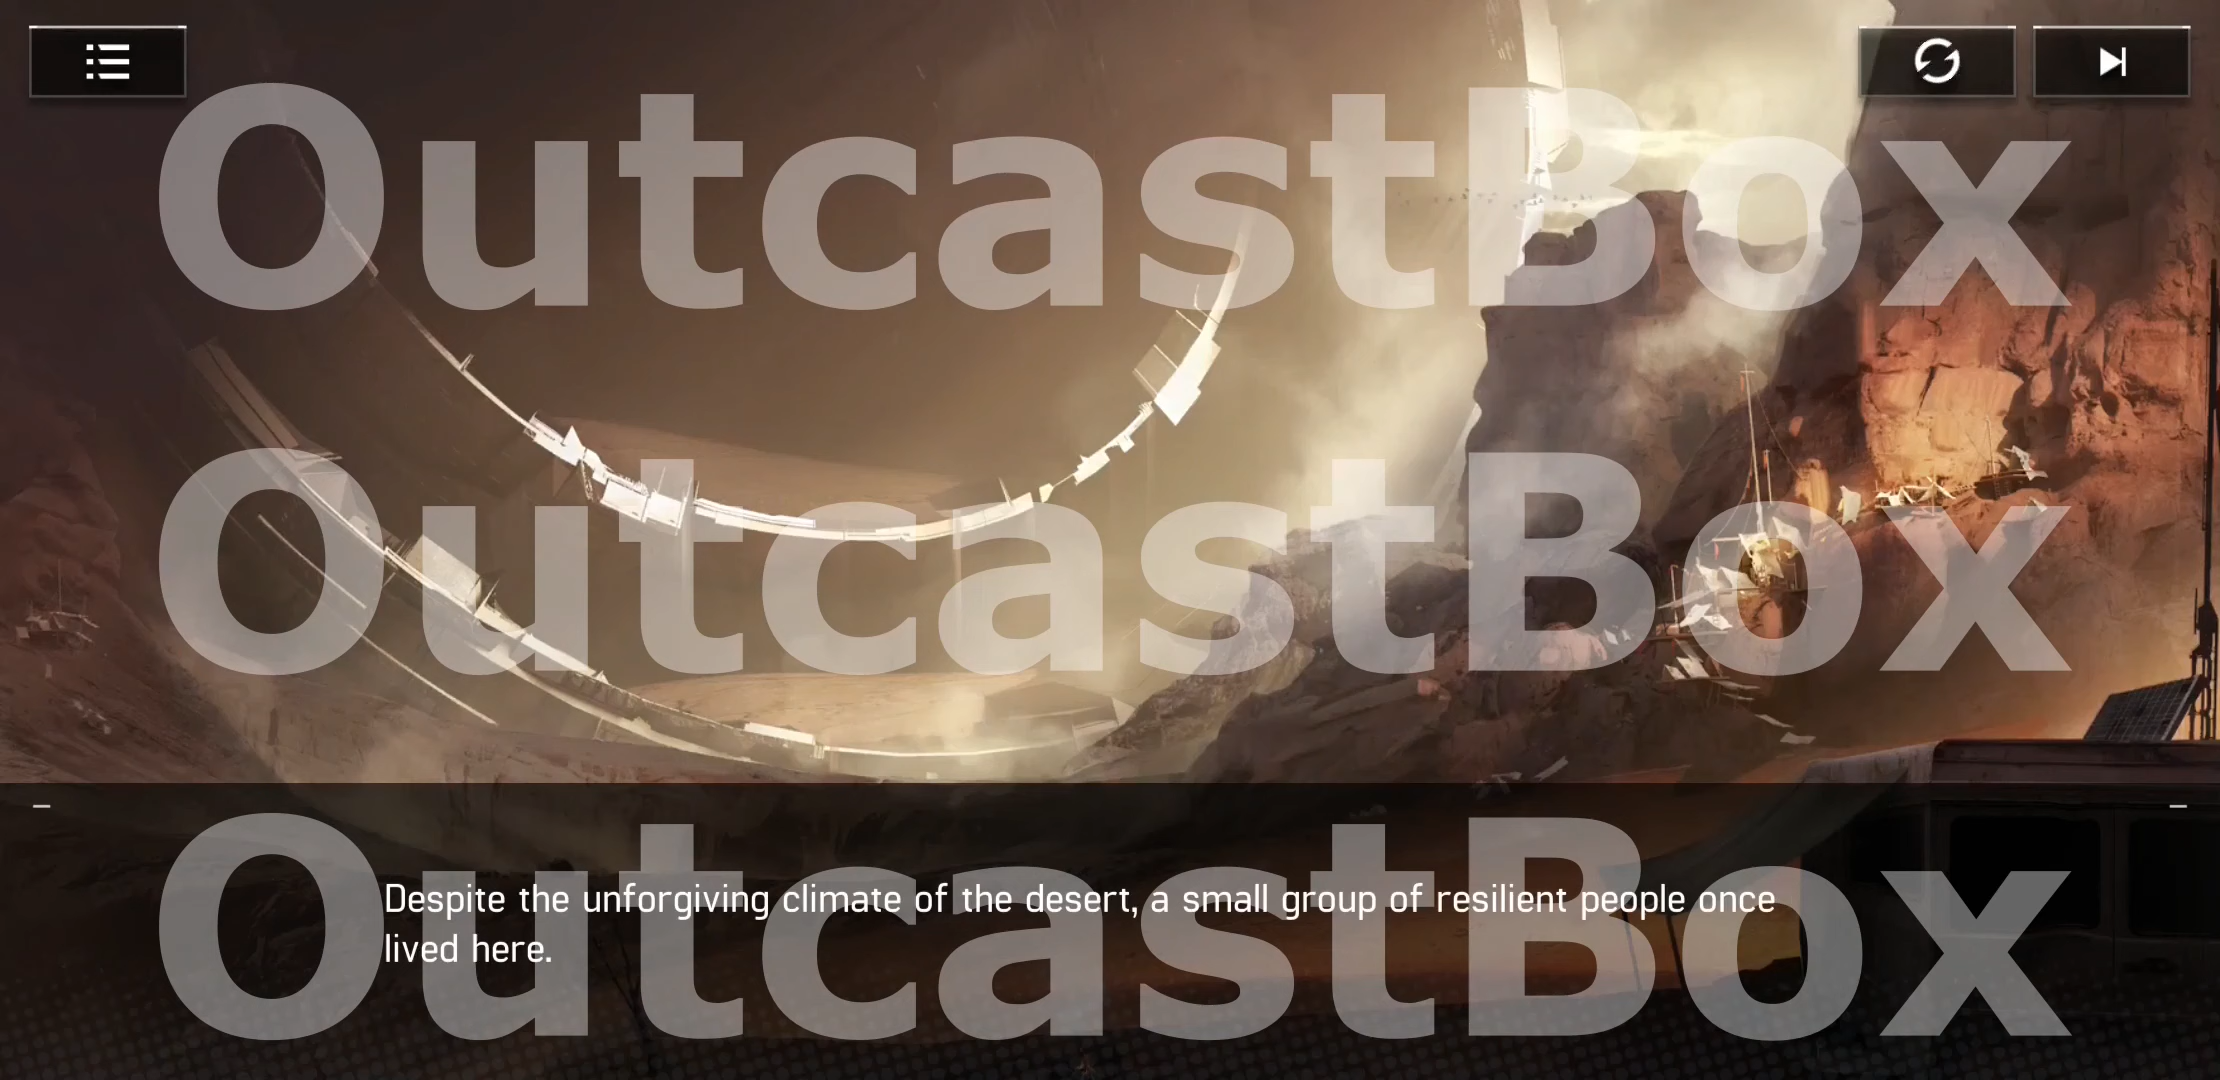 OutcastBox
OutcastBox
OutcastBox
Despite the unforgiving climate of the desert, a small group of resilient people once
lived here.